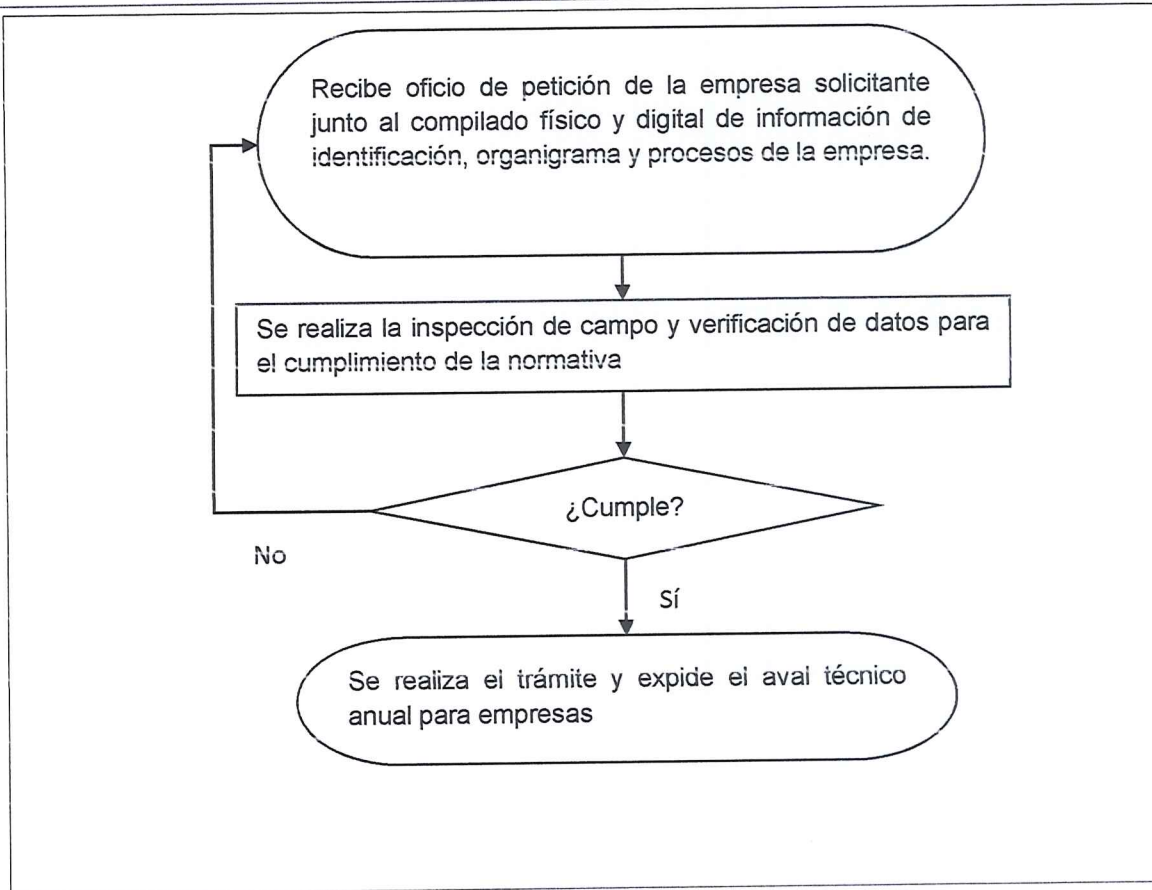 Recibe oficio de petición de la empresa solicitante
junto al compilado físico y digital de información de
identificación, organigrama y procesos de la empresa.
Se realiza la inspección de campo y verificación de datos para
el cumplimiento de la normativa
¿Cumple?
No
Sí
Se realiza el trámite y expide el aval técnico
anual para empresas